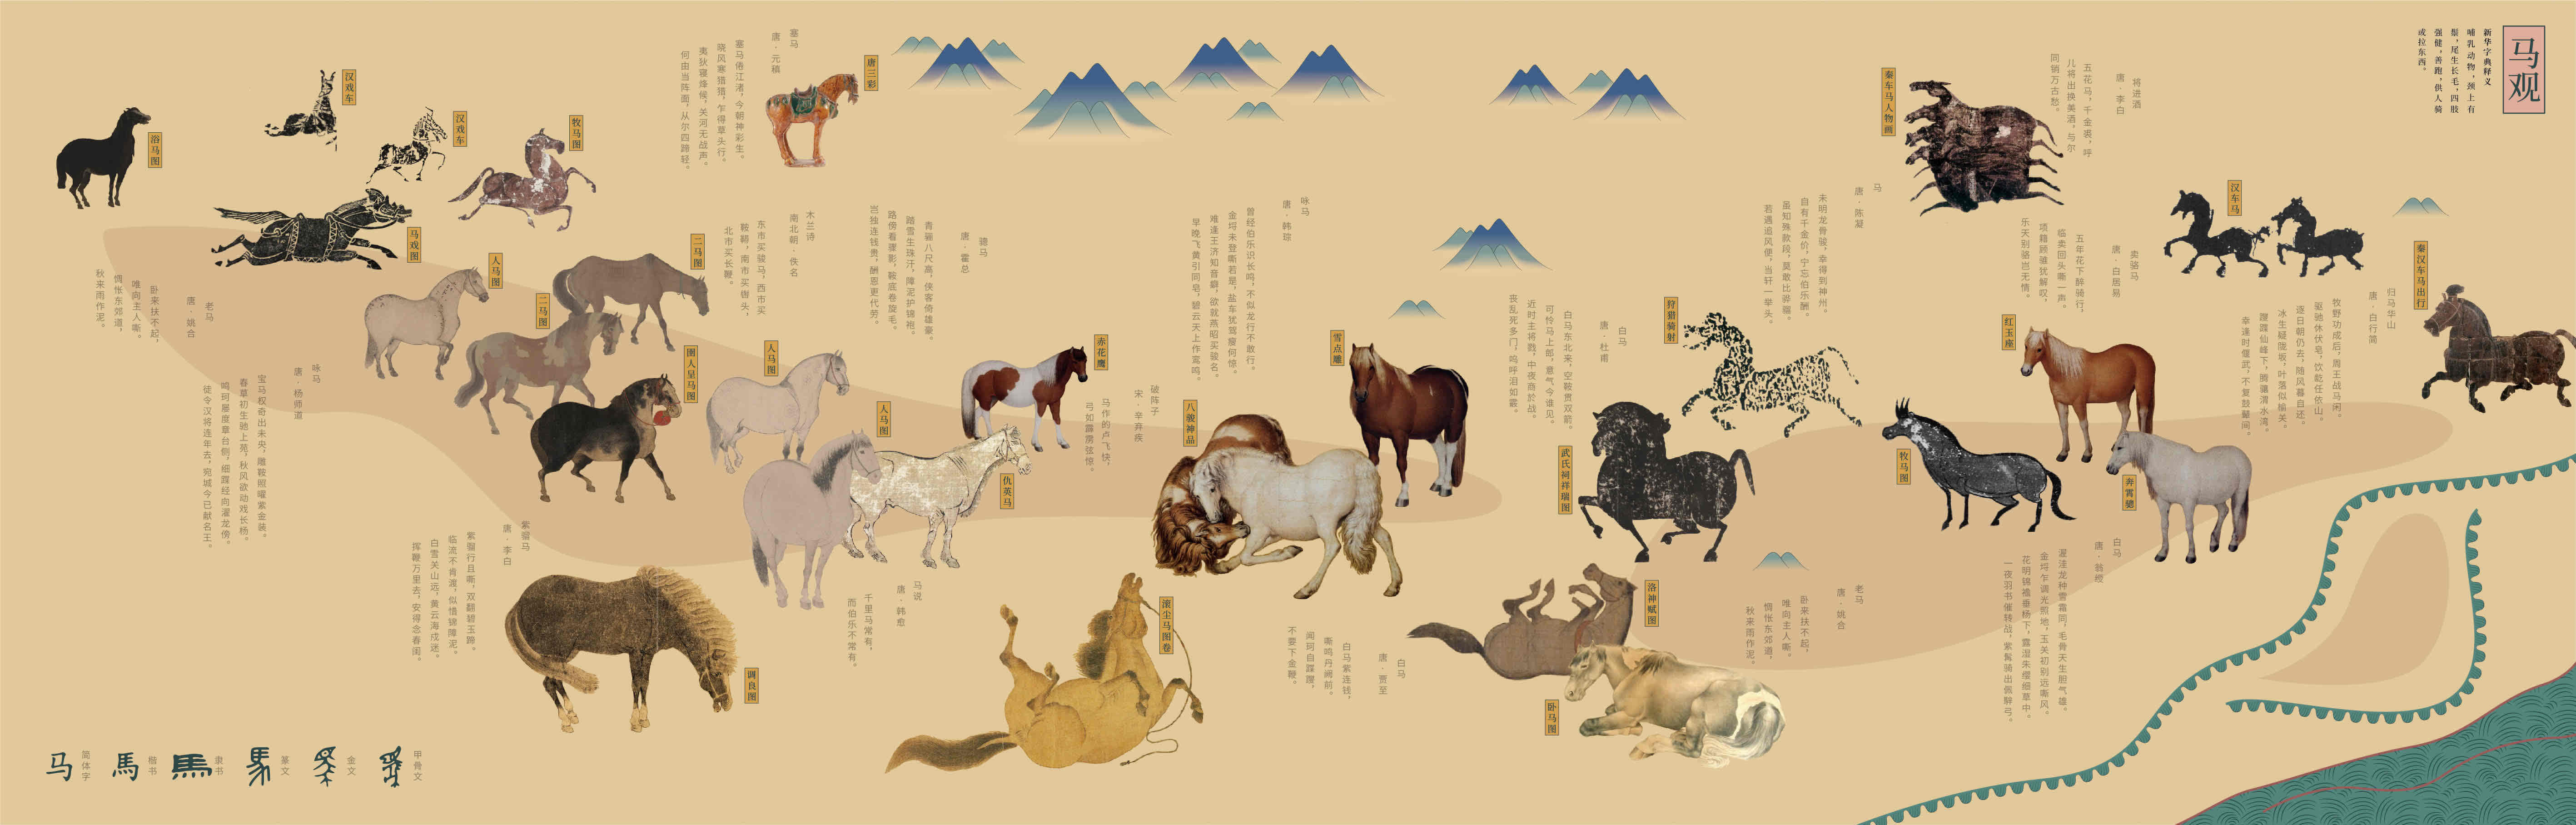 马观
新华字典释义
哺乳动物,颈上有
鬃,尾生长毛,四肢
强健,善跑,供人骑
或拉东西。
秦汉车马出行
归马华山
唐·白行简
牧野功成后,周王战马闲。
驱驰休伏皂,饮龁任依山。
逐日朝仍去,随风暮自还。
冰生疑陇坂,叶落似榆关。
蹀躞仙峰下,腾骧渭水湾。
幸逢时偃武,不复鼓鼙间。
汉车马
将进酒
唐·李白
五花马,千金裘,呼
儿将出换美酒,与尔
同销万古愁。
秦车马人物画
卖骆马
唐·白居易
五年花下醉骑行,
临卖回头嘶一声。
项籍顾骓犹解叹,
乐天别骆岂无情。
红玉座
奔霄骢
牧马图
白马
唐·翁绶
渥洼龙种雪霜同,毛骨天生胆气雄。
金埒乍调光照地,玉关初别远嘶风。
花明锦襜垂杨下,露湿朱缨细草中。
一夜羽书催转战,紫髯骑出佩骍弓。
马
唐·陈凝
未明龙骨骏,幸得到神州。
自有千金价,宁忘伯乐酬。
虽知殊款段,莫敢比骅骝。
若遇追风便,当轩一举头。
狩猎骑射
白马
唐·杜甫
白马东北来,空鞍贯双箭。
可怜马上郎,意气今谁见。
近时主将戮,中夜商於战。
丧乱死多门,呜呼泪如霰。
武氏祠祥瑞图
老马
唐·姚合
卧来扶不起,
唯向主人嘶。
惆怅东郊道,
秋来雨作泥。
洛神赋图
卧马图
咏马
唐·韩琮
曾经伯乐识长鸣,不似龙行不敢行。
金埒未登嘶若是,盐车犹驾瘦何惊。
难逢王济知音癖,欲就燕昭买骏名。
早晚飞黄引同皂,碧云天上作鸾鸣。
雪点雕
八骏神品
白马
唐·贾至
白马紫连钱,
嘶鸣丹阙前。
闻珂自蹀躞,
不要下金鞭。
破阵子
宋·辛弃疾
马作的卢飞快,
弓如霹雳弦惊。
赤花鹰
滚尘马图卷
骢马
唐·霍总
青骊八尺高,侠客倚雄豪。
踏雪生珠汗,障泥护锦袍。
路傍看骤影,鞍底卷旋毛。
岂独连钱贵,酬恩更代劳。
仇英马
唐三彩
塞马
唐·元稹
塞马倦江渚,今朝神彩生。
晓风寒猎猎,乍得草头行。
夷狄寝烽候,关河无战声。
何由当阵面,从尔四蹄轻。
木兰诗
南北朝·佚名
东市买骏马,西市买
鞍鞯,南市买辔头,
北市买长鞭。
人马图
人马图
马说
唐·韩愈
千里马常有,
而伯乐不常有。
二马图
圉人呈马图
调良图
牧马图
二马图
人马图
紫骝马
唐·李白
紫骝行且嘶,双翻碧玉蹄。
临流不肯渡,似惜锦障泥。
白雪关山远,黄云海戍迷。
挥鞭万里去,安得念春闺。
汉戏车
汉戏车
马戏图
咏马
唐·杨师道
宝马权奇出未央,雕鞍照曜紫金装。
春草初生驰上苑,秋风欲动戏长杨。
鸣珂屡度章台侧,细蹀经向濯龙傍。
徒令汉将连年去,宛城今已献名王。
浴马图
老马
唐·姚合
卧来扶不起,
唯向主人嘶。
惆怅东郊道,
秋来雨作泥。
马 简体字
馬 楷书
馬 隶书
篆文
金文
甲骨文